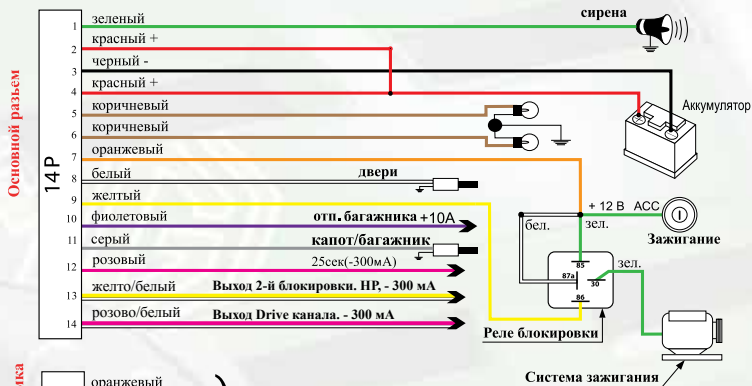 Основной разьем
14 P
1 зеленый сирена
2 красный +
3 черный -
4 красный +
Аккумулятор
5 коричневый
6 коричневый
7 оранжевый
8 белый двери
9 желтый
+ 12 В АСС
10 фиолетовый отп. багажника +10А
бел. зел.
Зажигание
11 серый капот/багажник
12 розовый 25сек(-300мА)
85
87а 30 зел.
86
13 желто/белый Выход 2-й блокировки. НР, - 300 мА
14 розово/белый Выход Drive канала. - 300 мА
Реле блокировки
Система зажигания
оранжевый